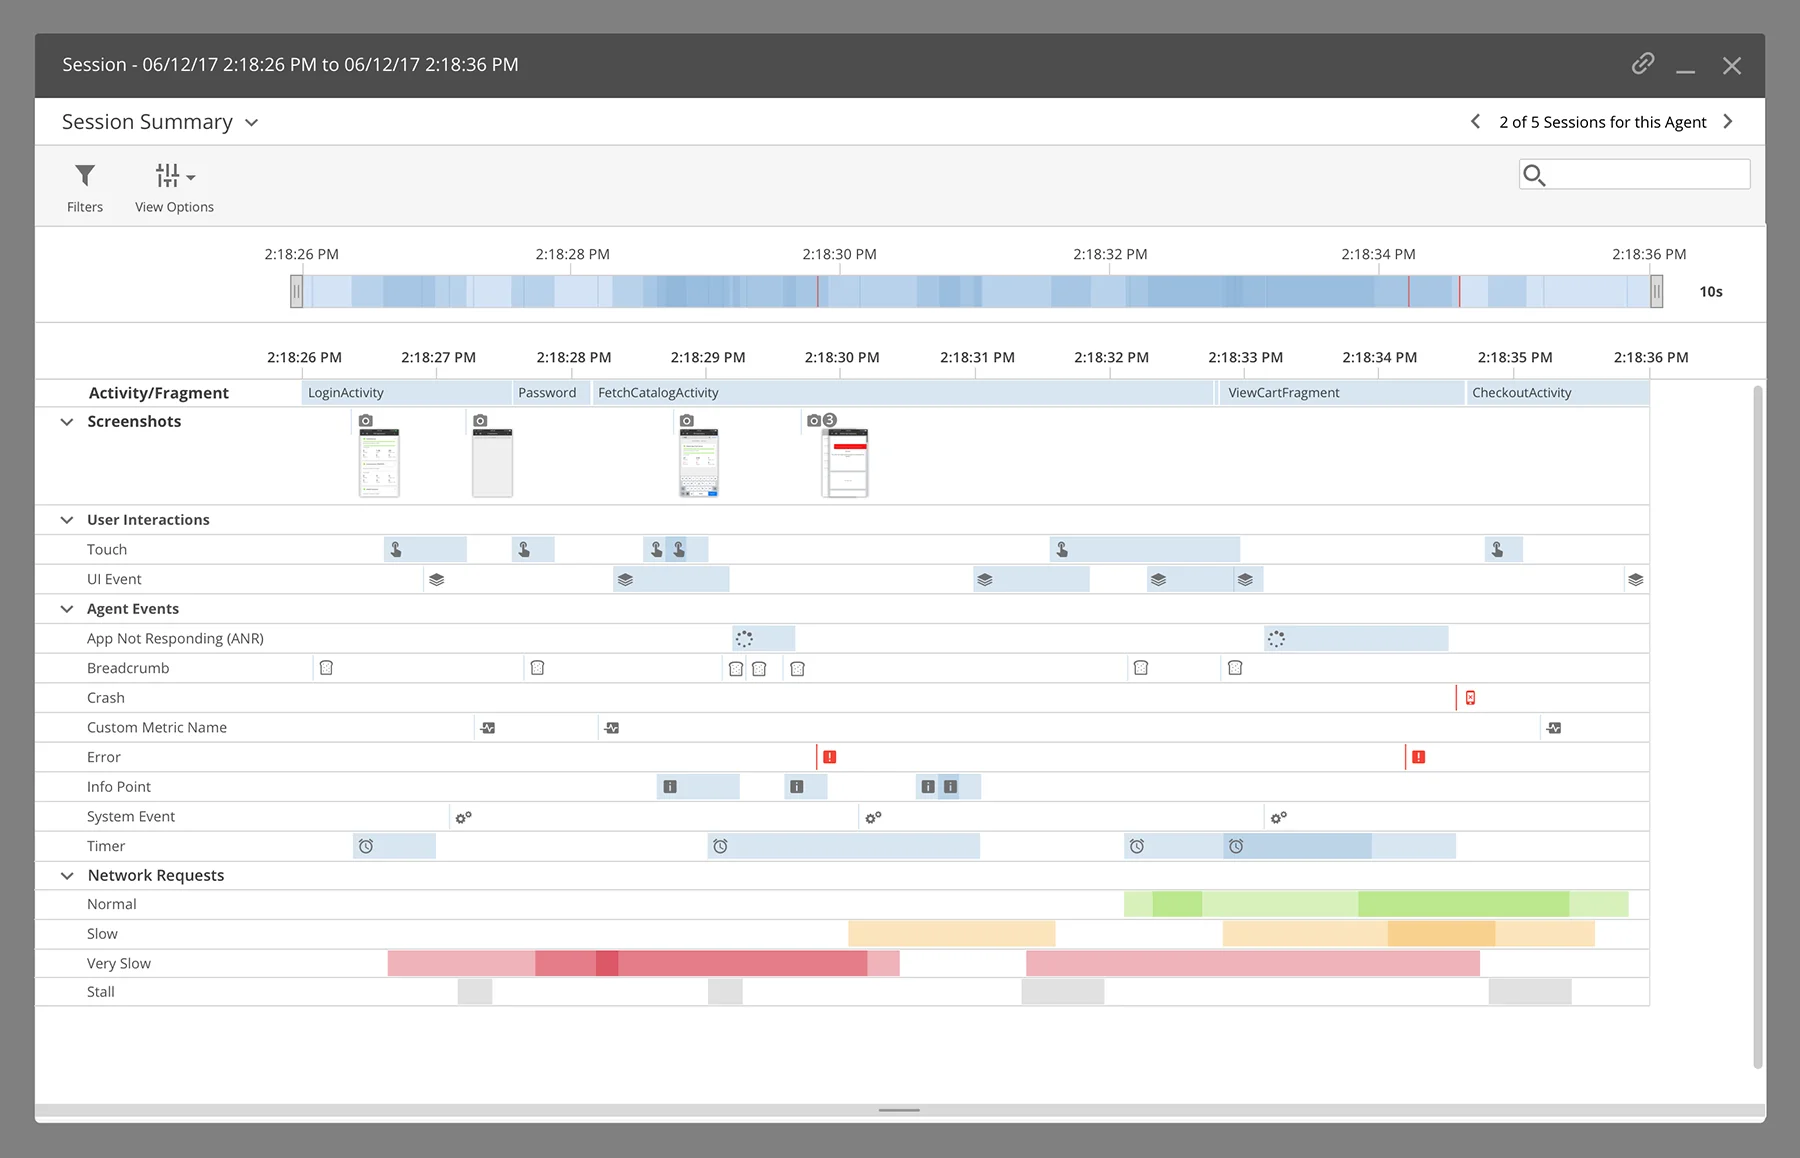 Session - 06/12/17 2:18:26 PM to 06/12/17 2:18:36 PM
Session Summary
2 of 5 Sessions for this Agent
Filters
View Options
2:18:26 PM 2:18:28 PM 2:18:30 PM 2:18:32 PM 2:18:34 PM 2:18:36 PM
10s
2:18:26 PM 2:18:27 PM 2:18:28 PM 2:18:29 PM 2:18:30 PM 2:18:31 PM 2:18:32 PM 2:18:33 PM 2:18:34 PM 2:18:35 PM 2:18:36 PM
Activity/Fragment LoginActivity Password FetchCatalogActivity ViewCartFragment CheckoutActivity
Screenshots 3
User Interactions
Touch
UI Event
Agent Events
App Not Responding (ANR)
Breadcrumb
Crash
Custom Metric Name
Error
Info Point
System Event
Timer
Network Requests
Normal
Slow
Very Slow
Stall